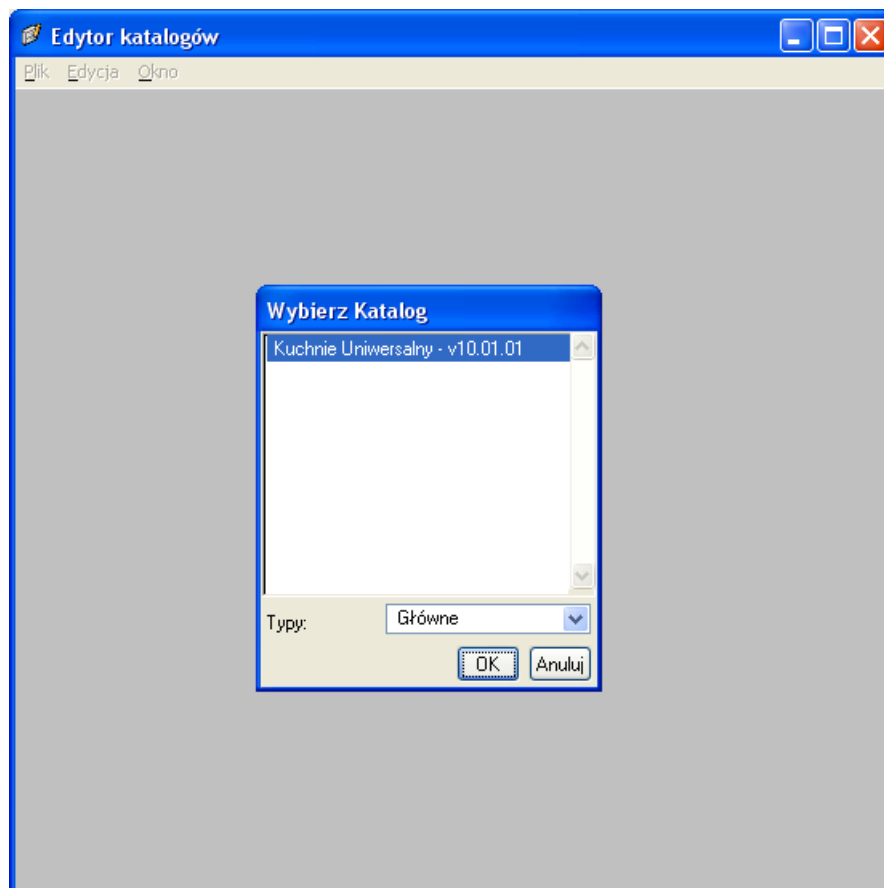 Edytor katalogów
Plik Edycja Okno
Wybierz Katalog
Kuchnie Uniwersalny - v10.01.01
Typy: Główne
OK Anuluj